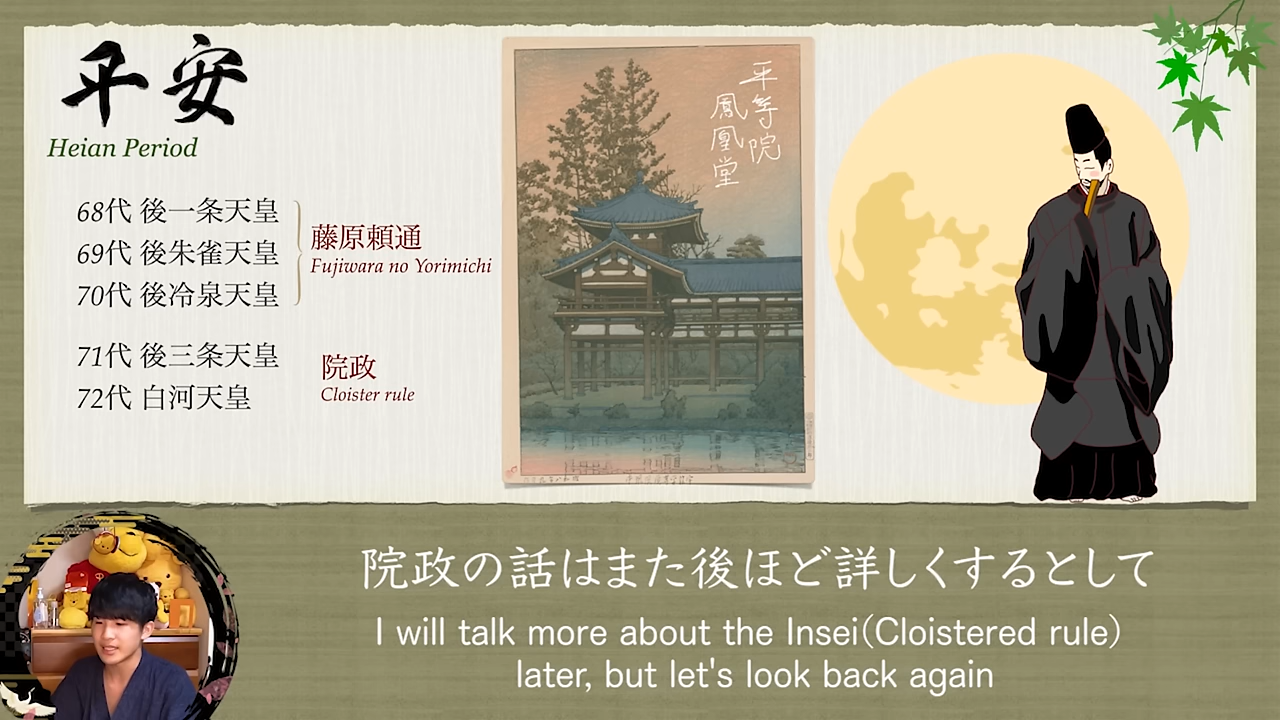 平安
Heian Period
68代 後一条天皇
69代 後朱雀天皇
70代 後冷泉天皇
藤原頼通
Fujiwara no Yorimichi
71代 後三条天皇
72代 白河天皇
院政
Cloister rule
平等院
鳳凰堂
院政の話はまた後ほど詳しくするとして
I will talk more about the Insei(Cloistered rule)
later, but let's look back again